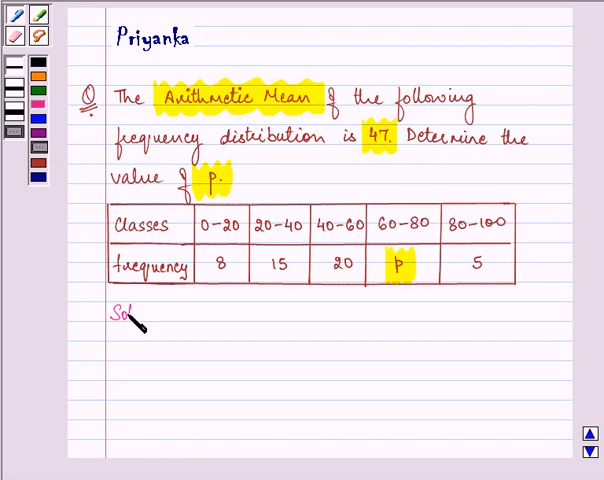 Priyanka
Q The Arithmetic Mean of the following
frequency distribution is 47. Determine the
value of p.
Classes 0-20 20-40 40-60 60-80 80-100
frequency 8 15 20 p 5
Sol